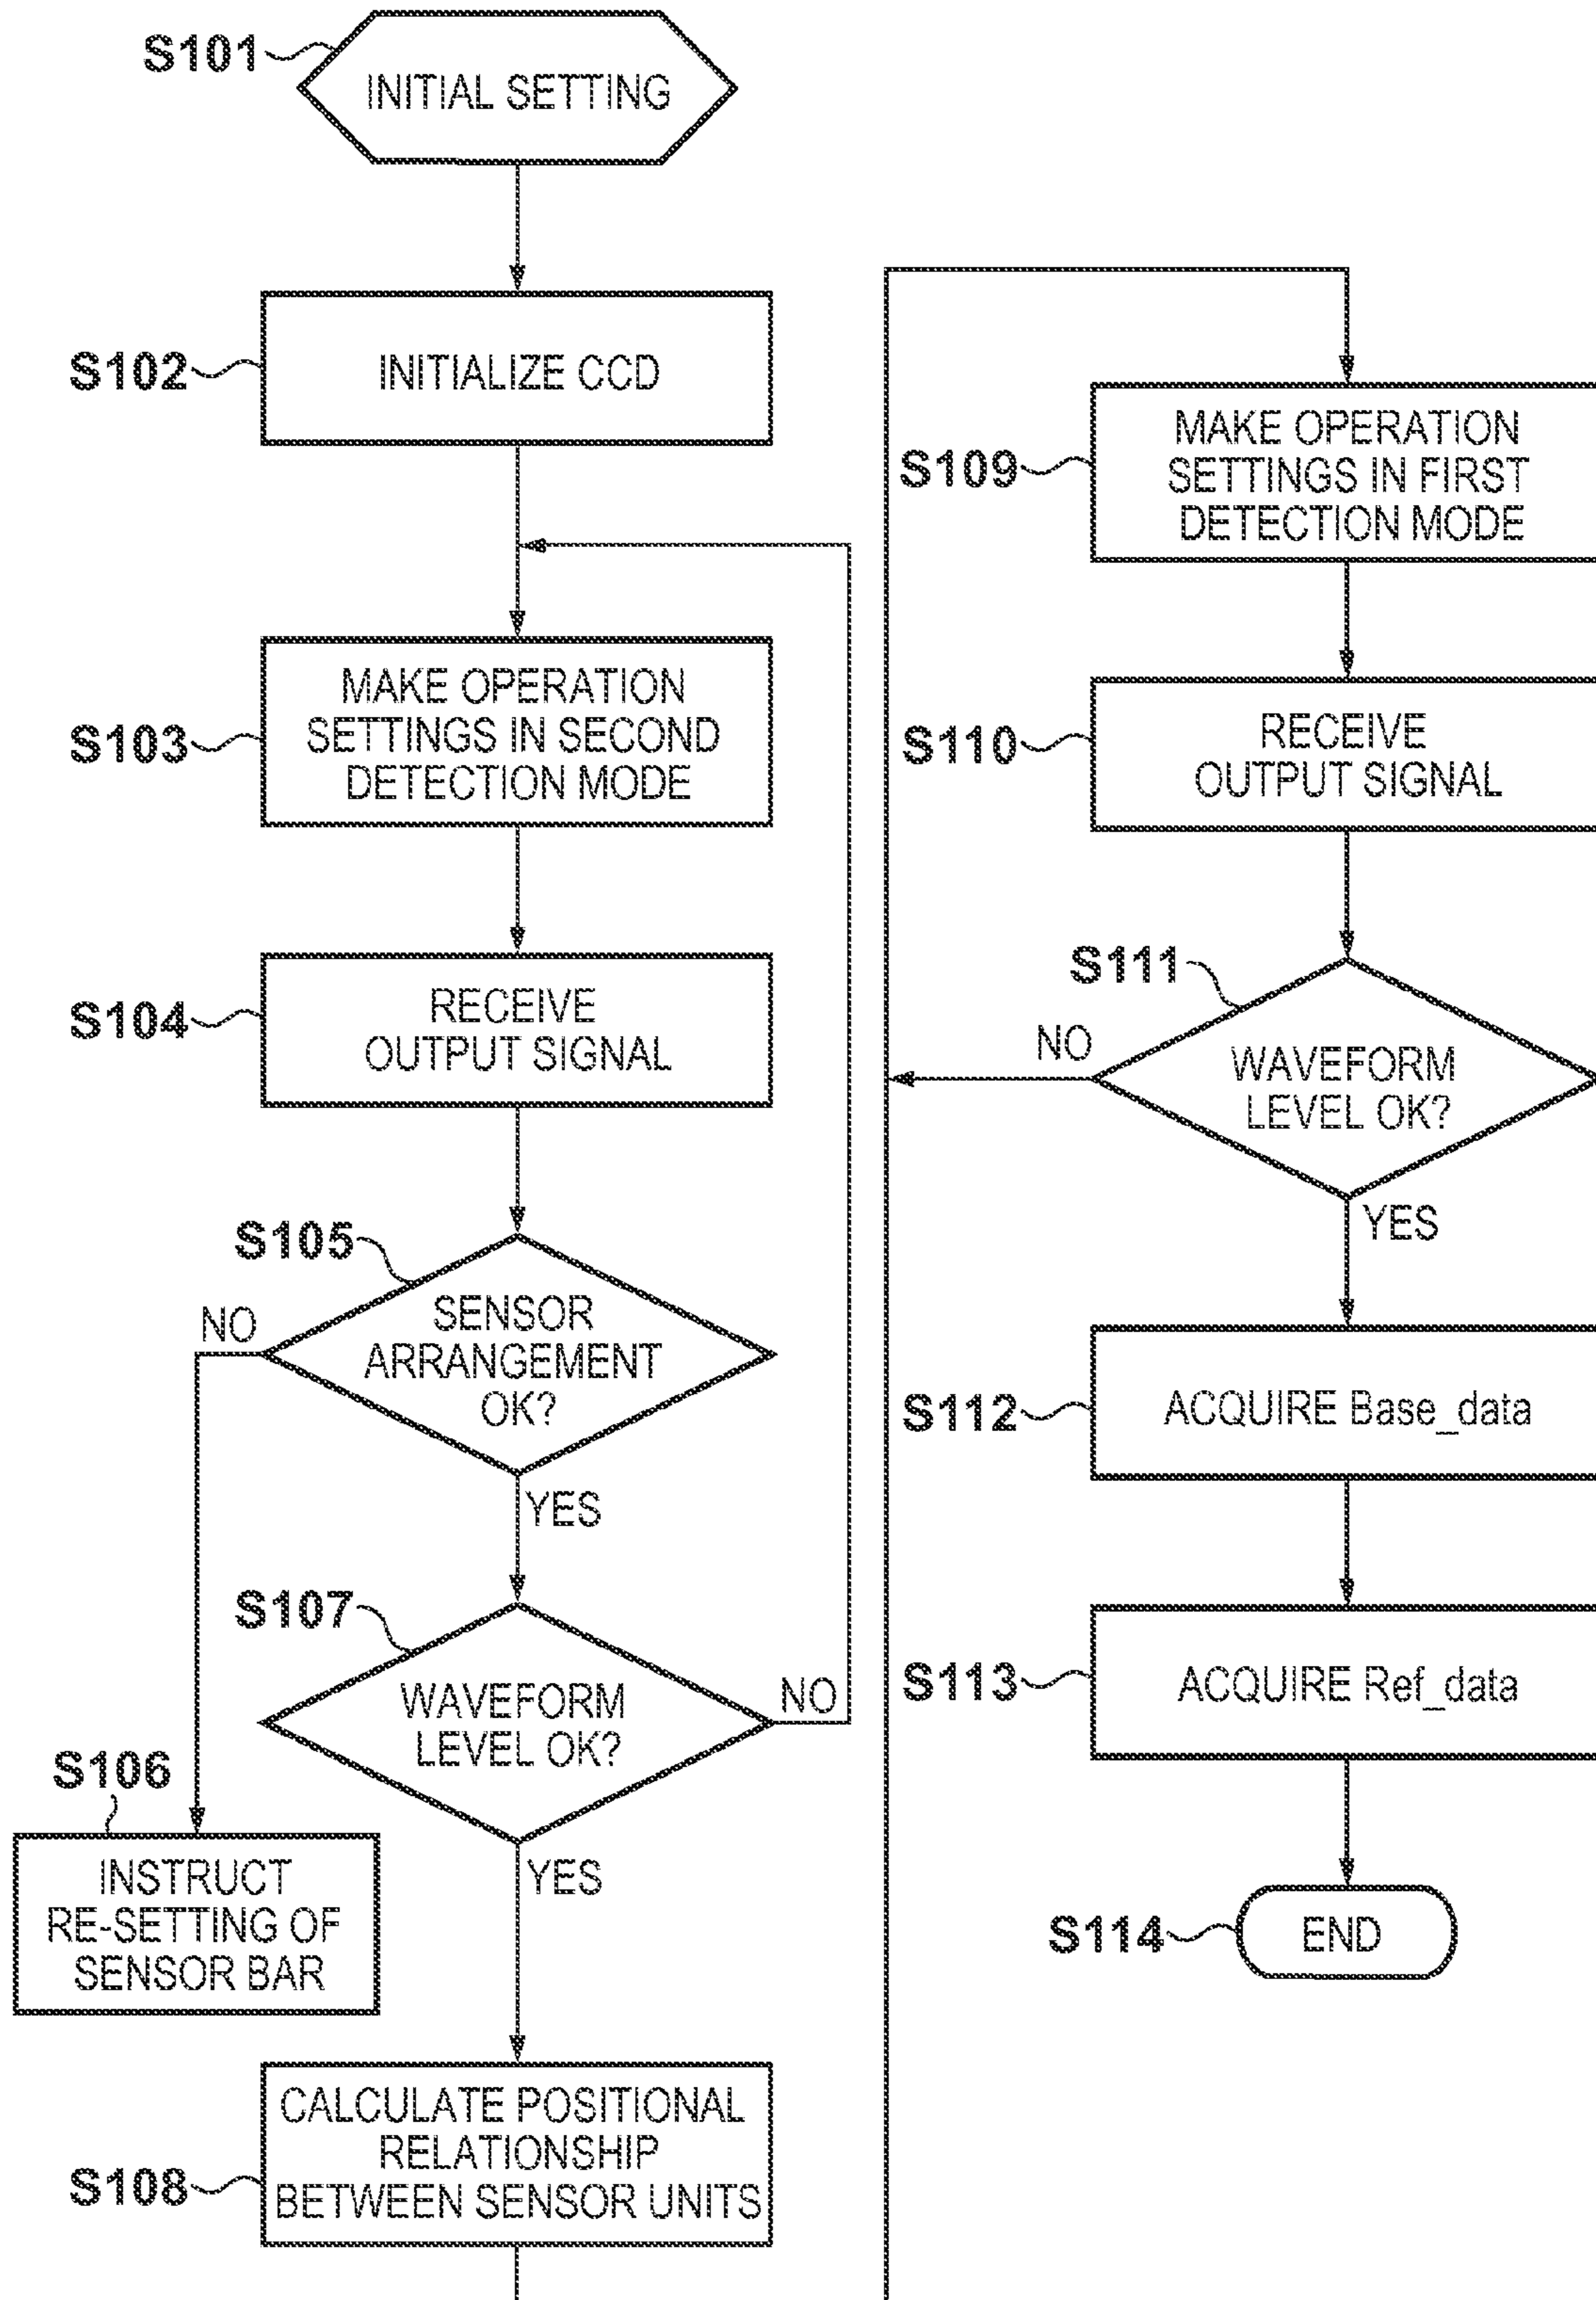 S101
INITIAL SETTING
S102
INITIALIZE CCD
S103
MAKE OPERATION
SETTINGS IN SECOND
DETECTION MODE
S104
RECEIVE
OUTPUT SIGNAL
S105
NO
SENSOR
ARRANGEMENT
OK?
YES
S107
WAVEFORM
LEVEL OK?
NO
S106
INSTRUCT
RE-SETTING OF
SENSOR BAR
YES
S108
CALCULATE POSITIONAL
RELATIONSHIP
BETWEEN SENSOR UNITS
S109
MAKE OPERATION
SETTINGS IN FIRST
DETECTION MODE
S110
RECEIVE
OUTPUT SIGNAL
S111
NO
WAVEFORM
LEVEL OK?
YES
S112
ACQUIRE Base_data
S113
ACQUIRE Ref_data
S114
END